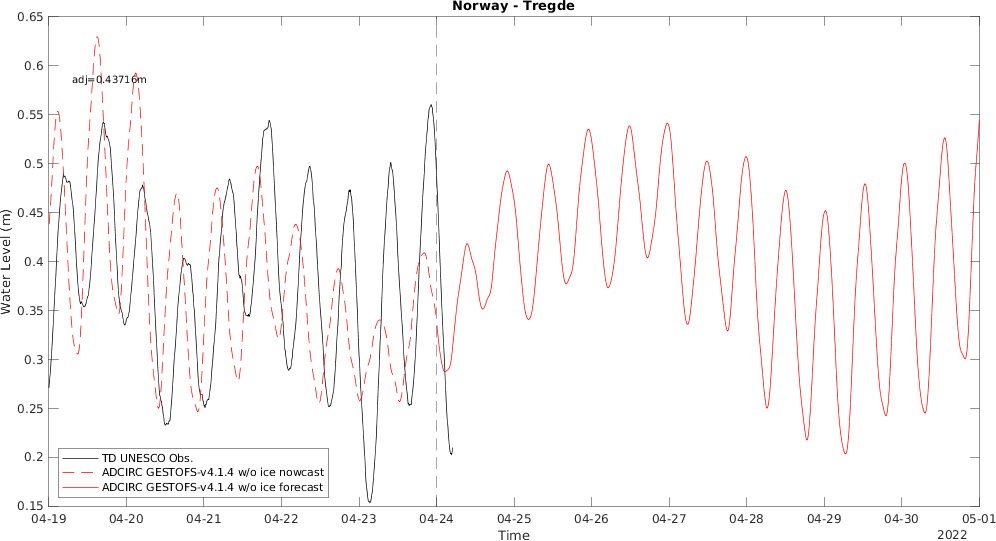 Norway - Tregde
0.65
0.6
0.55
0.5
0.45
0.4
0.35
0.3
0.25
0.2
0.15
Water Level (m)
adj=0.43716m
TD UNESCO Obs.
ADCIRC GESTOFS-v4.1.4 w/o ice nowcast
ADCIRC GESTOFS-v4.1.4 w/o ice forecast
04-19 04-20 04-21 04-22 04-23 04-24 04-25 04-26 04-27 04-28 04-29 04-30 05-01
Time
2022